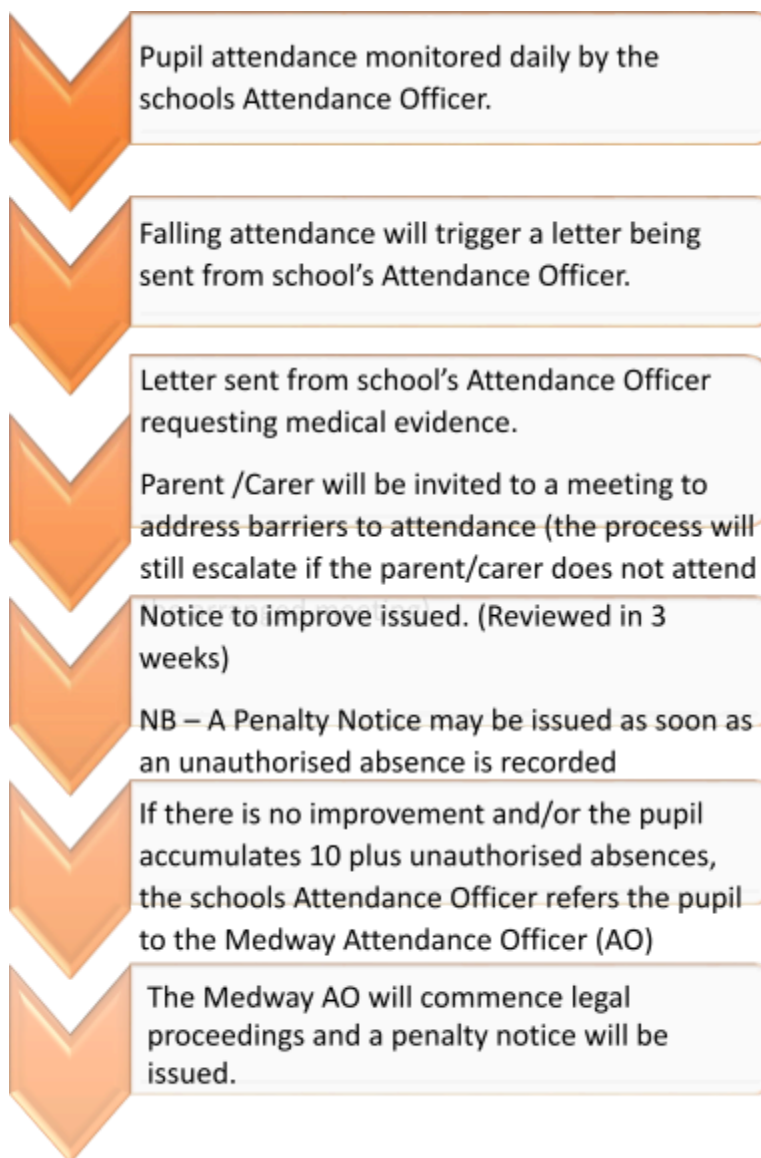 Pupil attendance monitored daily by the
schools Attendance Officer.
Falling attendance will trigger a letter being
sent from school’s Attendance Officer.
Letter sent from school’s Attendance Officer
requesting medical evidence.
Parent /Carer will be invited to a meeting to
address barriers to attendance (the process will
still escalate if the parent/carer does not attend
the arranged meeting)
Notice to improve issued. (Reviewed in 3
weeks)
NB – A Penalty Notice may be issued as soon as
an unauthorised absence is recorded
If there is no improvement and/or the pupil
accumulates 10 plus unauthorised absences,
the schools Attendance Officer refers the pupil
to the Medway Attendance Officer (AO)
The Medway AO will commence legal
proceedings and a penalty notice will be
issued.